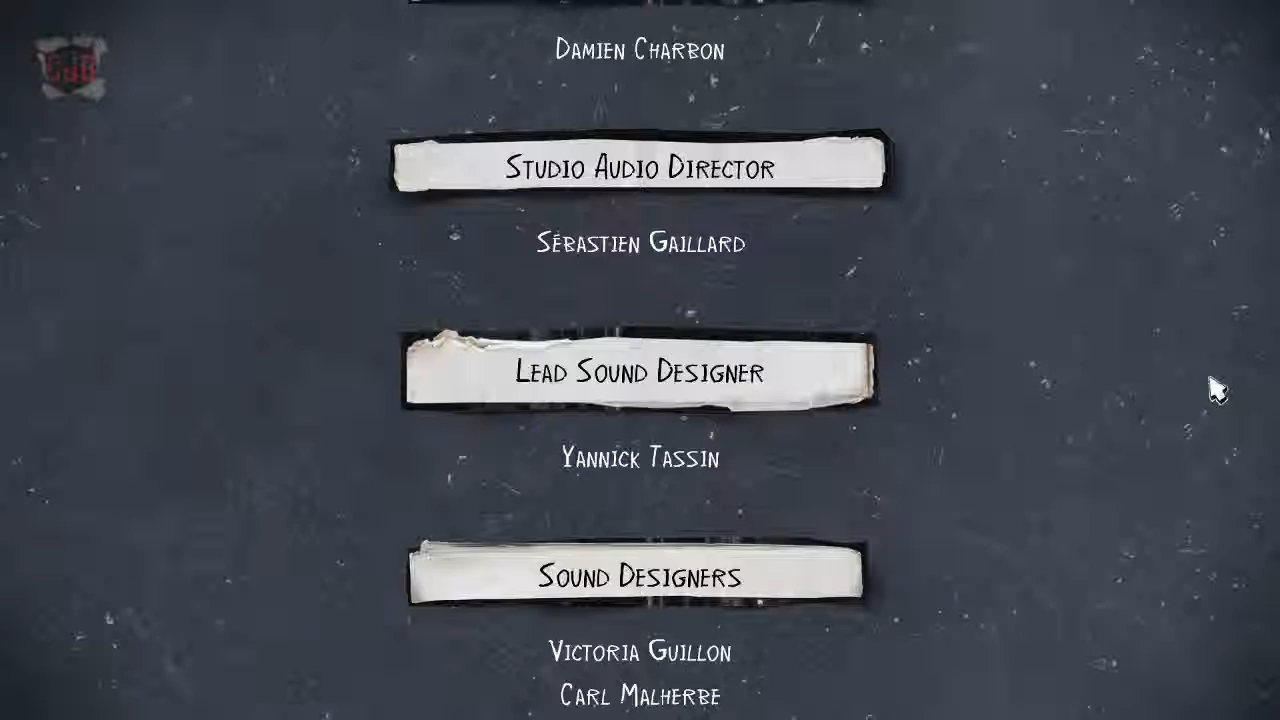 Damien Charbon
Studio Audio Director
Sébastien Gaillard
Lead Sound Designer
Yannick Tassin
Sound Designers
Victoria Guillon
Carl Malherbe